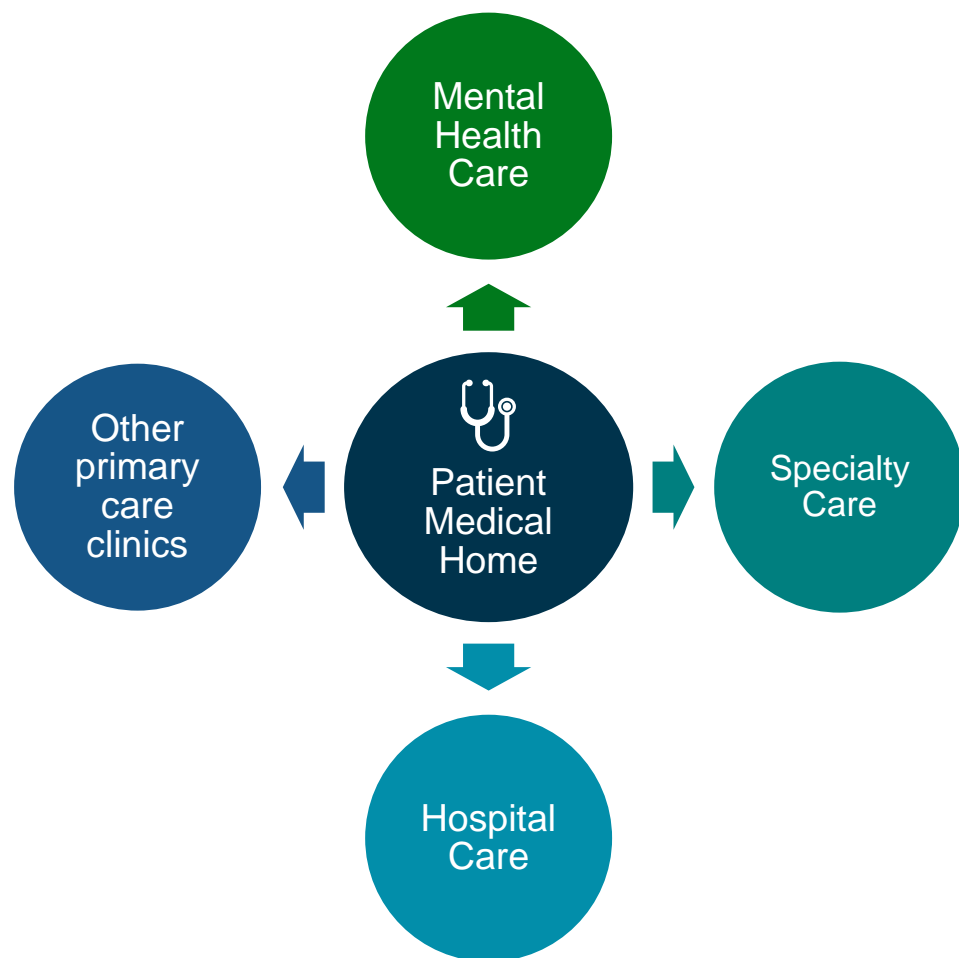 Mental
Health
Care
Other
primary
care
clinics
Patient
Medical
Home
Specialty
Care
Hospital
Care